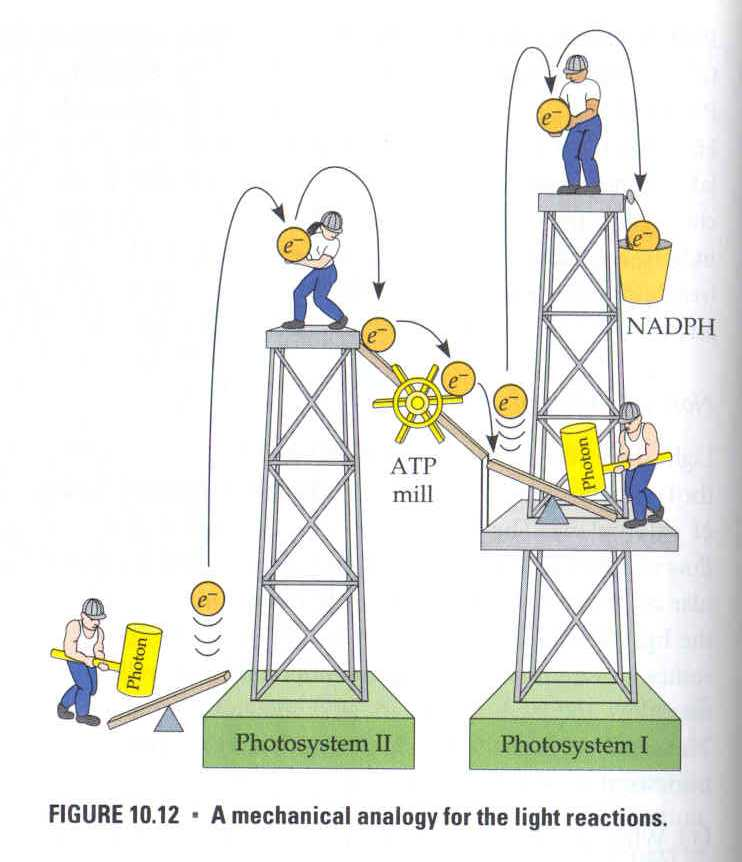 e⁻
e⁻
e⁻
e⁻
NADPH
e⁻
e⁻
ATP
mill
Photon
e⁻
Photon
Photosystem II
Photosystem I
FIGURE 10.12 ▪ A mechanical analogy for the light reactions.